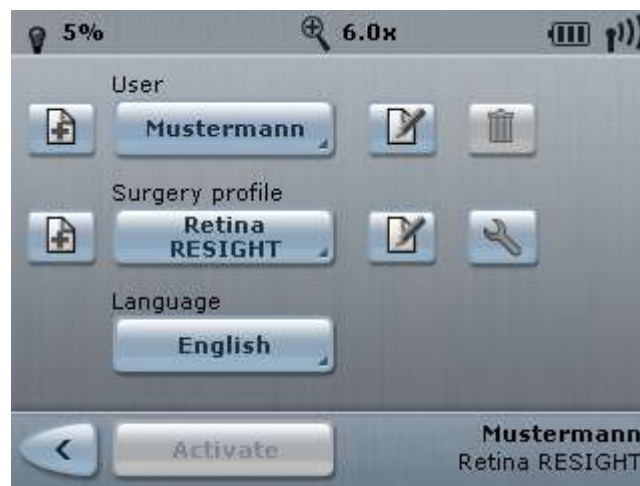 5%
6.0x
User
Mustermann
Surgery profile
Retina
RESIGHT
Language
English
Activate
Mustermann
Retina RESIGHT